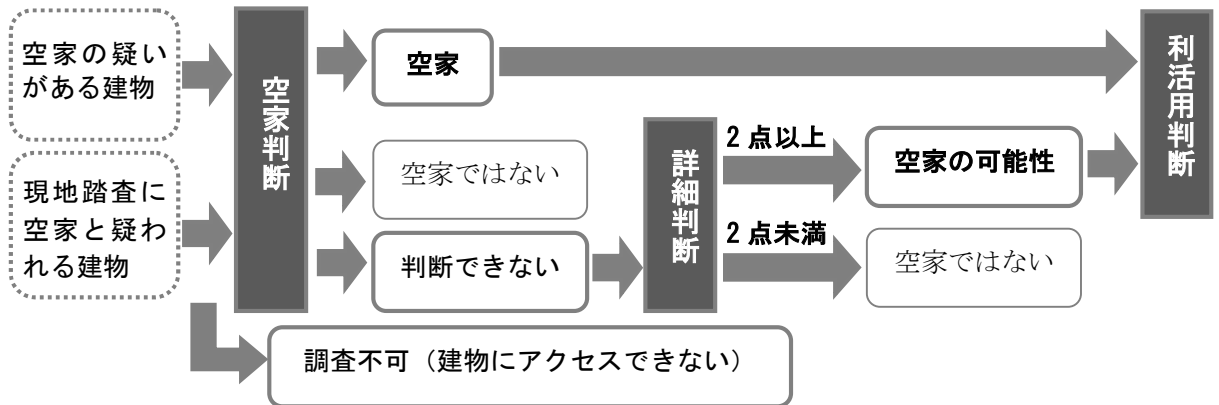 空家の疑い
がある建物
現地踏査に
空家と疑わ
れる建物
空家判断
空家
空家ではない
判断できない
調査不可（建物にアクセスできない）
詳細判断
2 点以上
2 点未満
空家の可能性
空家ではない
利活用判断